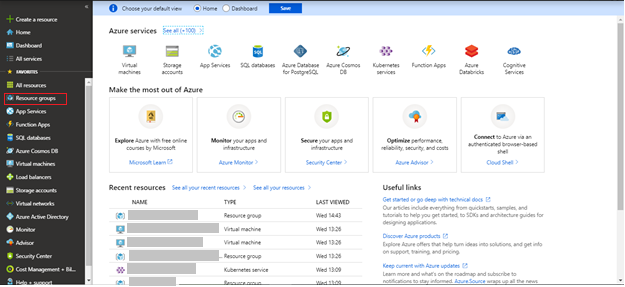 Choose your default view
Home
Dashboard
Save
Create a resource
Home
Dashboard
All services
FAVORITES
All resources
Resource groups
App Services
Function Apps
SQL databases
Azure Cosmos DB
Virtual machines
Load balancers
Storage accounts
Virtual networks
Azure Active Directory
Monitor
Advisor
Security Center
Cost Management + Bil...
Help + support
Azure services
See all (+100)
Virtual
machines
Storage
accounts
App Services
SQL databases
Azure Database
for PostgreSQL
Azure Cosmos
DB
Kubernetes
services
Function Apps
Azure
Databricks
Cognitive
Services
Make the most out of Azure
Explore Azure with free online
courses by Microsoft
Microsoft Learn
Monitor your apps and
infrastructure
Azure Monitor >
Secure your apps and
infrastructure
Security Center >
Optimize performance,
reliability, security, and costs
Azure Advisor >
Connect to Azure via an
authenticated browser-based
shell
Cloud Shell >
Recent resources
See all your recent resources >
See all your resources >
NAME TYPE LAST VIEWED
Resource group Wed 14:43
Virtual machine Wed 13:26
Virtual machine Wed 13:26
... Resource group Wed 13:26
Kubernetes service Wed 13:09
Resource group Wed 13:09
Useful links
Get started or go deep with technical docs
Our articles include everything from quickstarts, samples, and
tutorials to help you get started, to SDKs and architecture guides for
designing applications.
Discover Azure products
Explore Azure offers that help turn ideas into solutions, and get info
on support, training, and pricing.
Keep current with Azure updates
Learn more and what's on the roadmap and subscribe to
notifications to stay informed. Azure.Source wraps up all the news